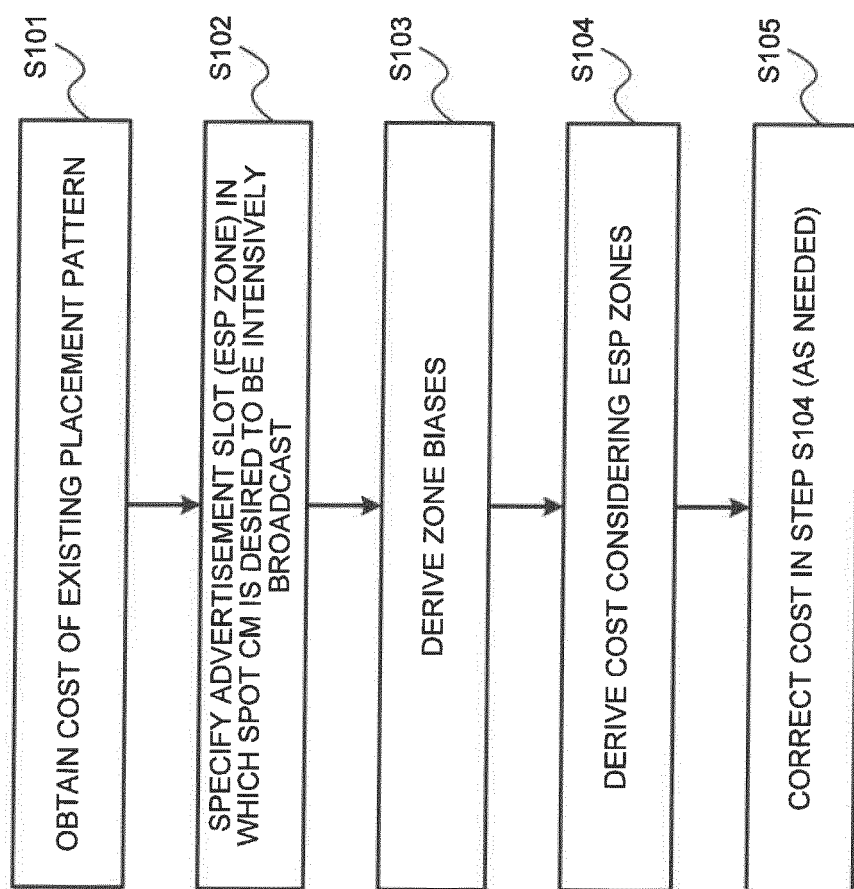 S101
OBTAIN COST OF EXISTING PLACEMENT PATTERN
S102
SPECIFY ADVERTISEMENT SLOT (ESP ZONE) IN
WHICH SPOT CM IS DESIRED TO BE INTENSIVELY
BROADCAST
S103
DERIVE ZONE BIASES
S104
DERIVE COST CONSIDERING ESP ZONES
S105
CORRECT COST IN STEP S104 (AS NEEDED)